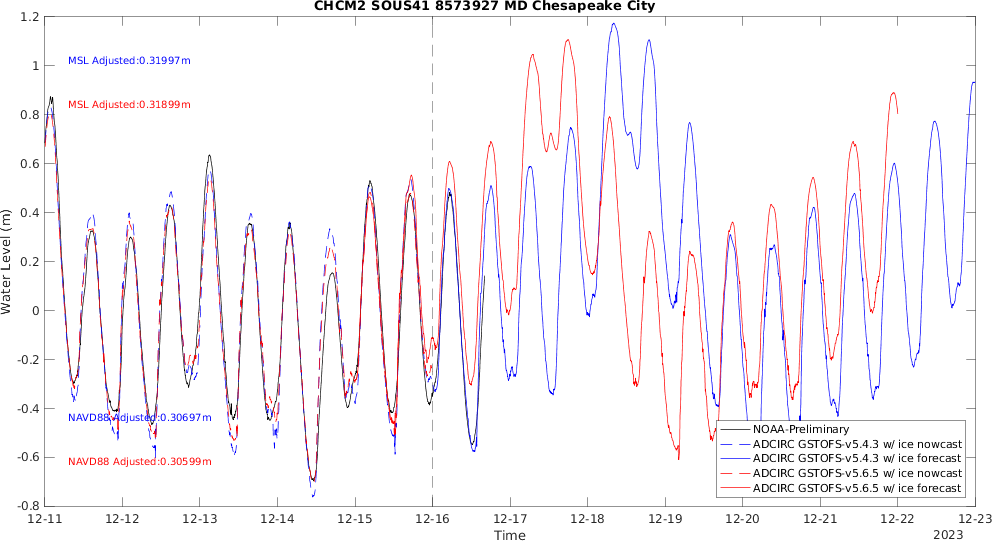 CHCM2 SOUS41 8573927 MD Chesapeake City
1.2
1
0.8
0.6
0.4
0.2
0
-0.2
-0.4
-0.6
-0.8
Water Level (m)
MSL Adjusted:0.31997m
MSL Adjusted:0.31899m
NAVD88 Adjusted:0.30697m
NAVD88 Adjusted:0.30599m
NOAA-Preliminary
ADCIRC GSTOFS-v5.4.3 w/ ice nowcast
ADCIRC GSTOFS-v5.4.3 w/ ice forecast
ADCIRC GSTOFS-v5.6.5 w/ ice nowcast
ADCIRC GSTOFS-v5.6.5 w/ ice forecast
12-11 12-12 12-13 12-14 12-15 12-16 12-17 12-18 12-19 12-20 12-21 12-22 12-23
Time
2023